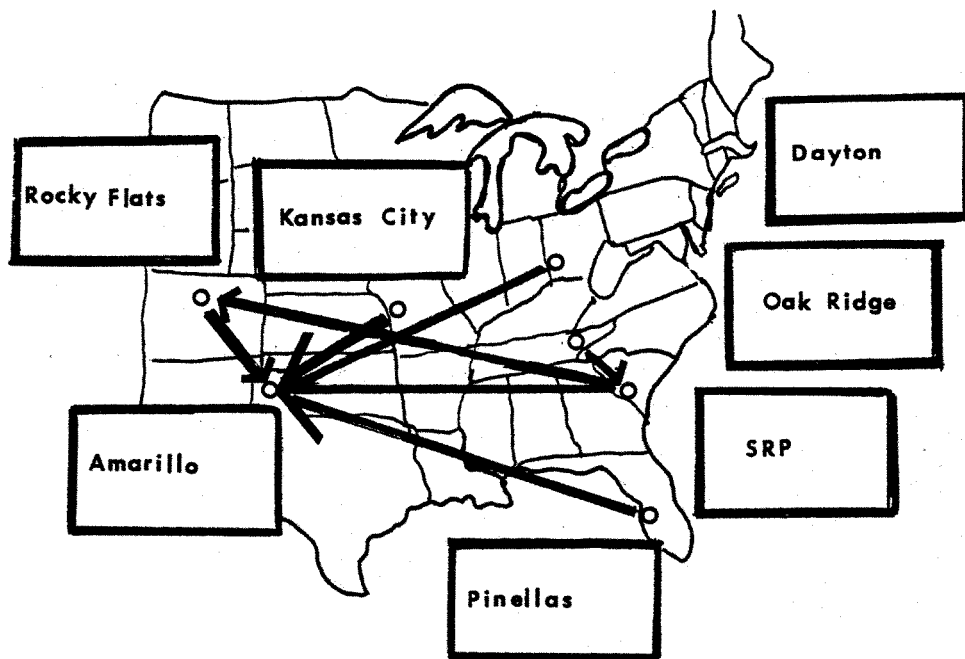 Dayton
Rocky Flats
Kansas City
Oak Ridge
Amarillo
SRP
Pinellas